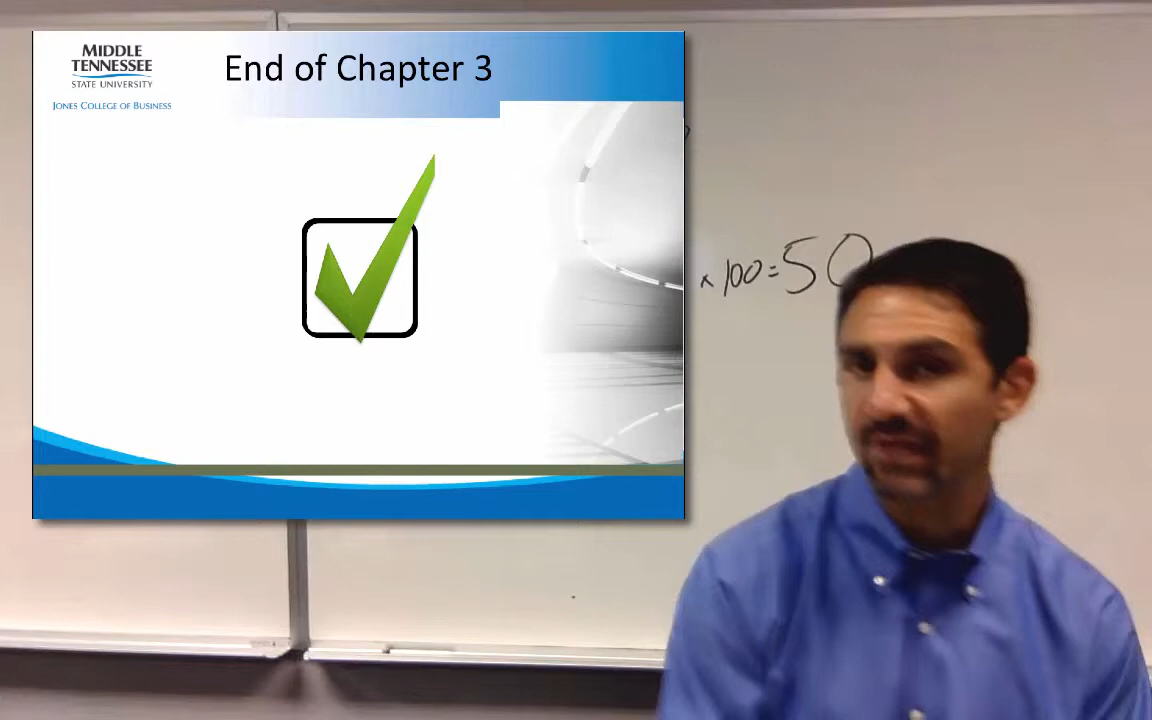 MIDDLE
TENNESSEE
STATE UNIVERSITY
JONES COLLEGE OF BUSINESS
End of Chapter 3
× 100 = 50